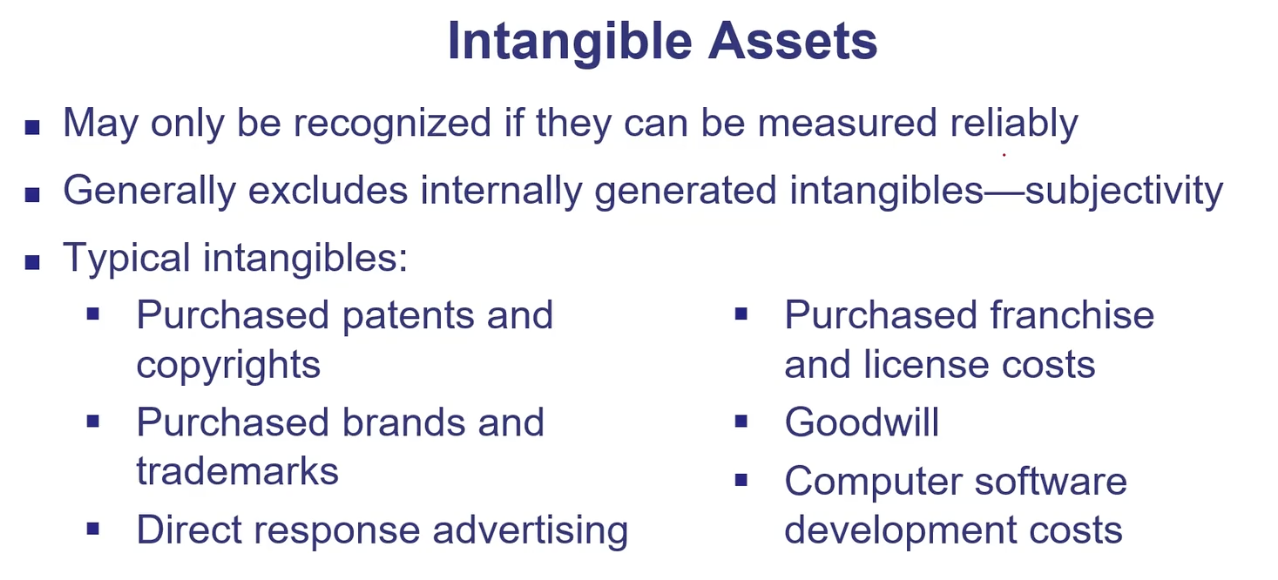 Intangible Assets
▪ May only be recognized if they can be measured reliably
▪ Generally excludes internally generated intangibles—subjectivity
▪ Typical intangibles:
▪ Purchased patents and
copyrights
▪ Purchased brands and
trademarks
▪ Direct response advertising
▪ Purchased franchise
and license costs
▪ Goodwill
▪ Computer software
development costs